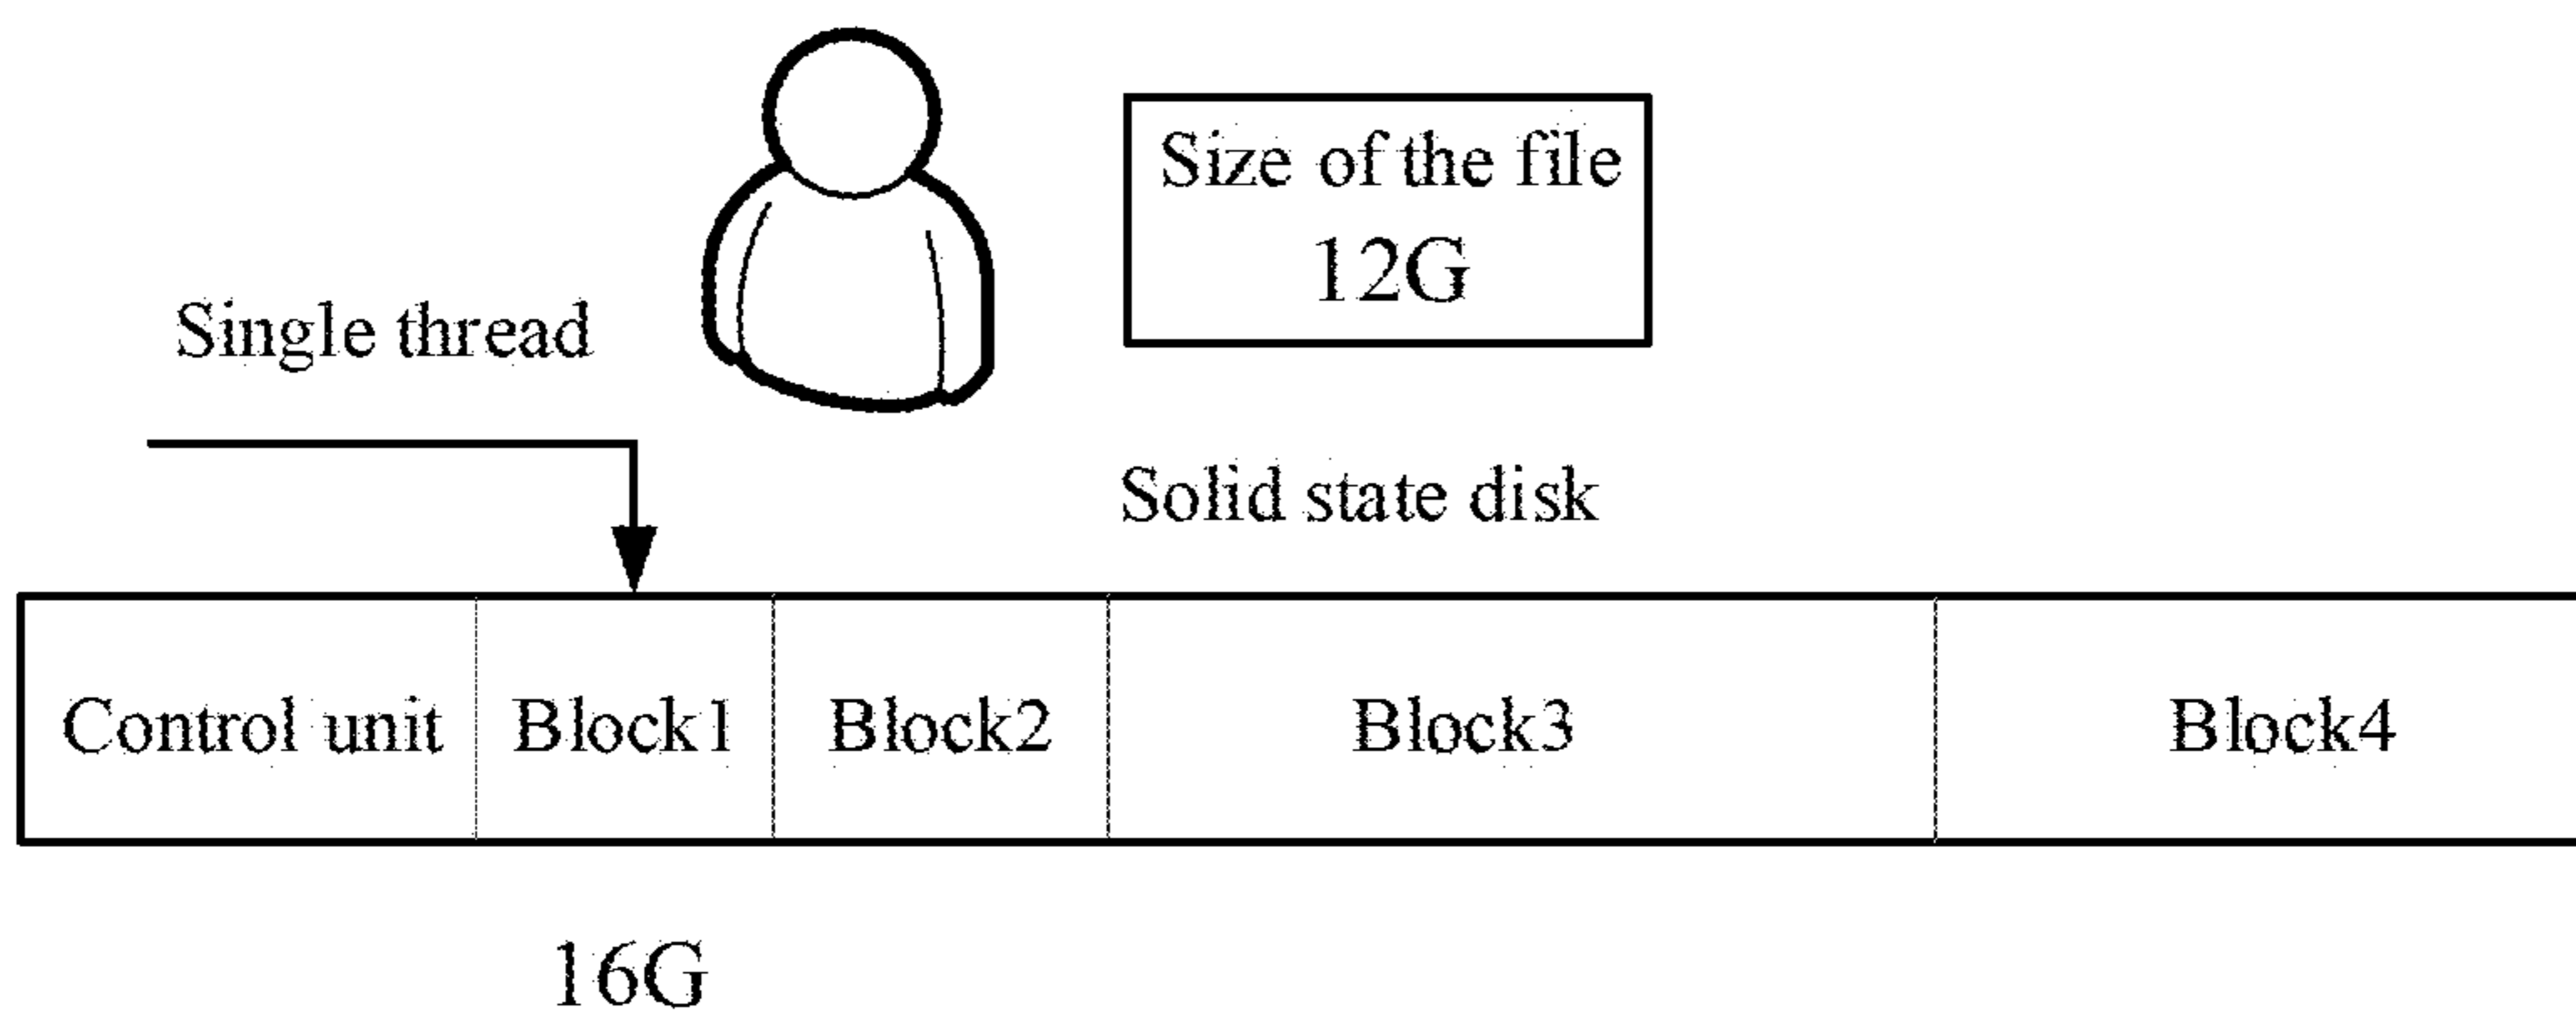 Size of the file
12G
Single thread
Solid state disk
Control unit
Block1
Block2
Block3
Block4
16G